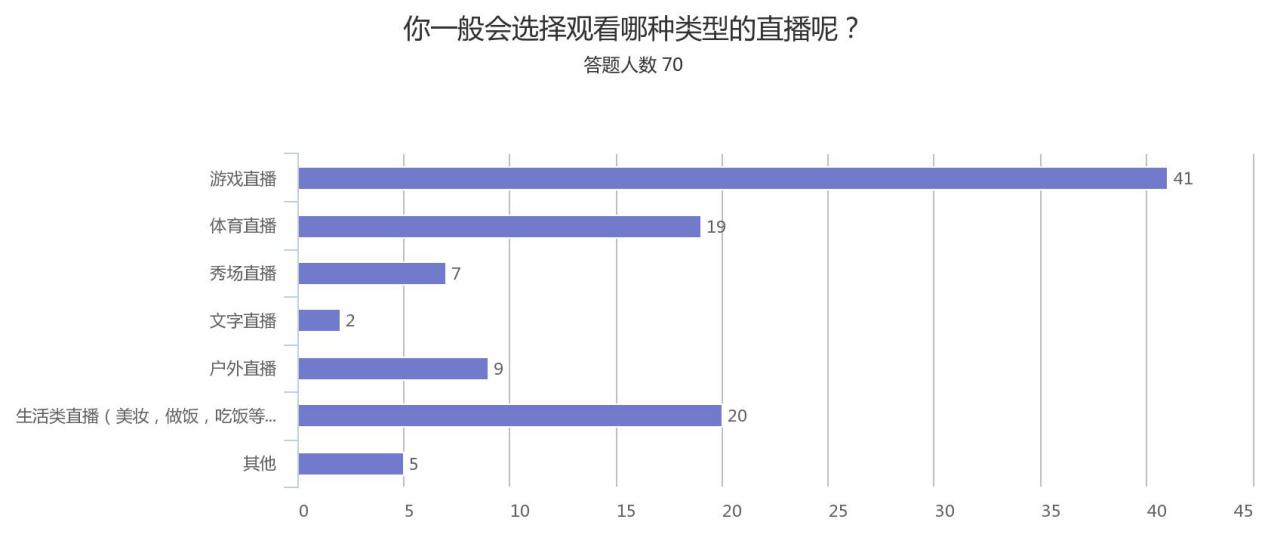 你一般会选择观看哪种类型的直播呢？
答题人数 70
游戏直播 41
体育直播 19
秀场直播 7
文字直播 2
户外直播 9
生活类直播（美妆，做饭，吃饭等... 20
其他 5
0 5 10 15 20 25 30 35 40 45